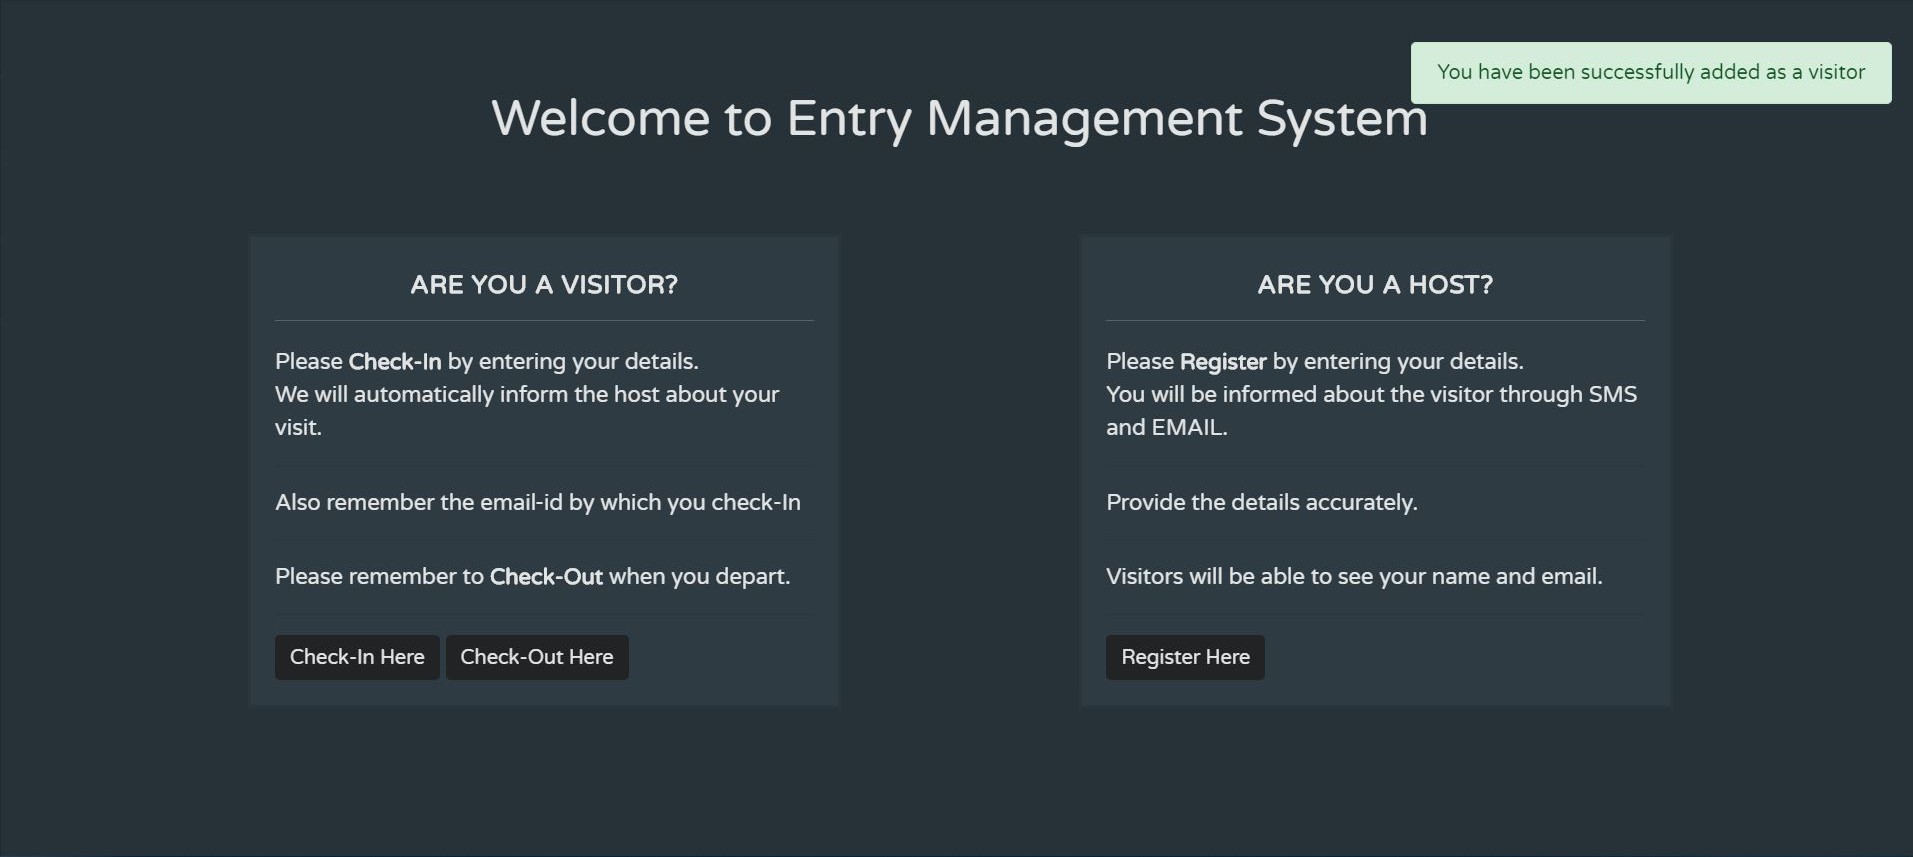 You have been successfully added as a visitor
Welcome to Entry Management System
ARE YOU A VISITOR?
Please Check-In by entering your details.
We will automatically inform the host about your
visit.
Also remember the email-id by which you check-In
Please remember to Check-Out when you depart.
Check-In Here Check-Out Here
ARE YOU A HOST?
Please Register by entering your details.
You will be informed about the visitor through SMS
and EMAIL.
Provide the details accurately.
Visitors will be able to see your name and email.
Register Here